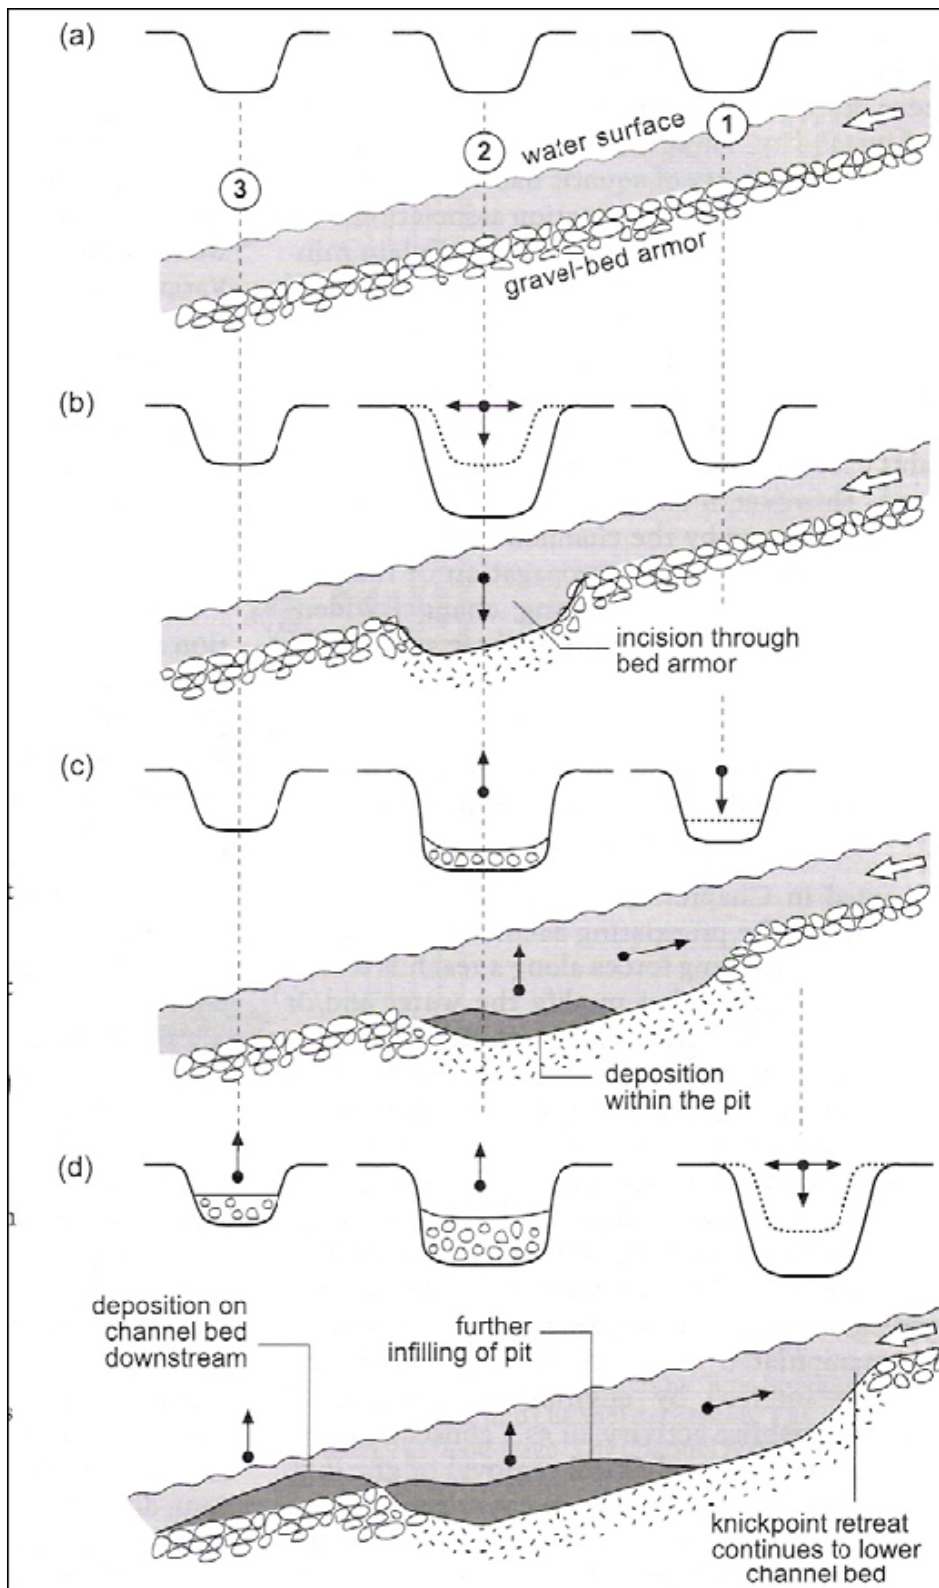 (a)
1
2
3
water surface
gravel-bed armor
(b)
incision through
bed armor
(c)
deposition
within the pit
(d)
deposition on
channel bed
downstream
further
infilling of pit
knickpoint retreat
continues to lower
channel bed